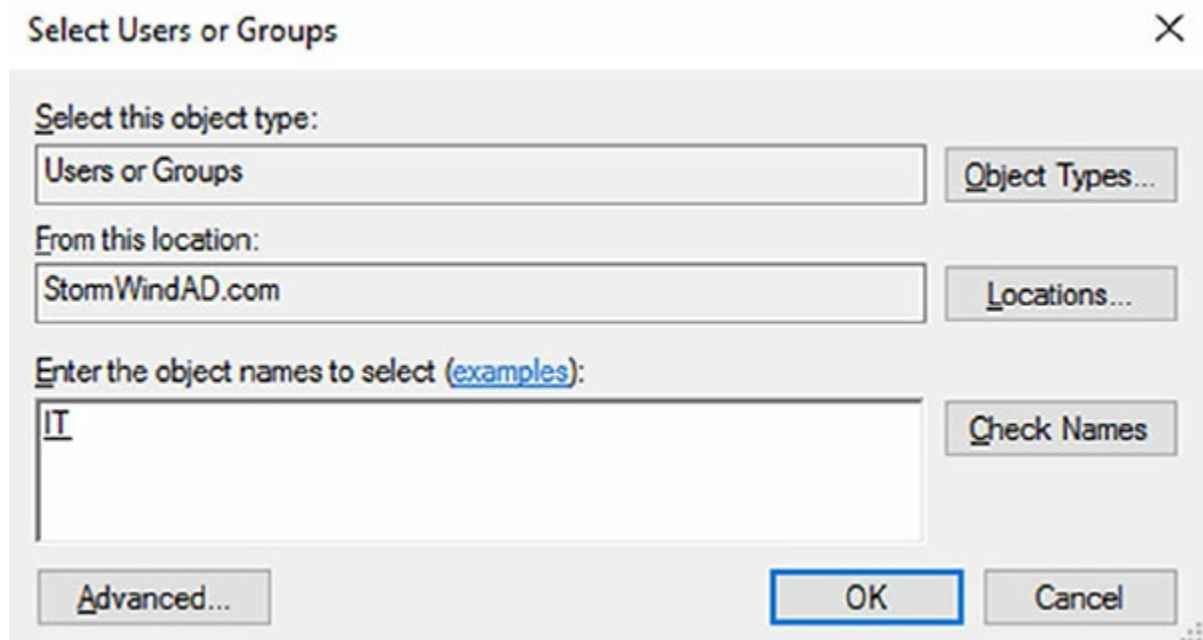 Select Users or Groups
Select this object type:
Users or Groups
Object Types...
From this location:
StormWindAD.com
Locations...
Enter the object names to select (examples):
IT
Check Names
Advanced...
OK
Cancel